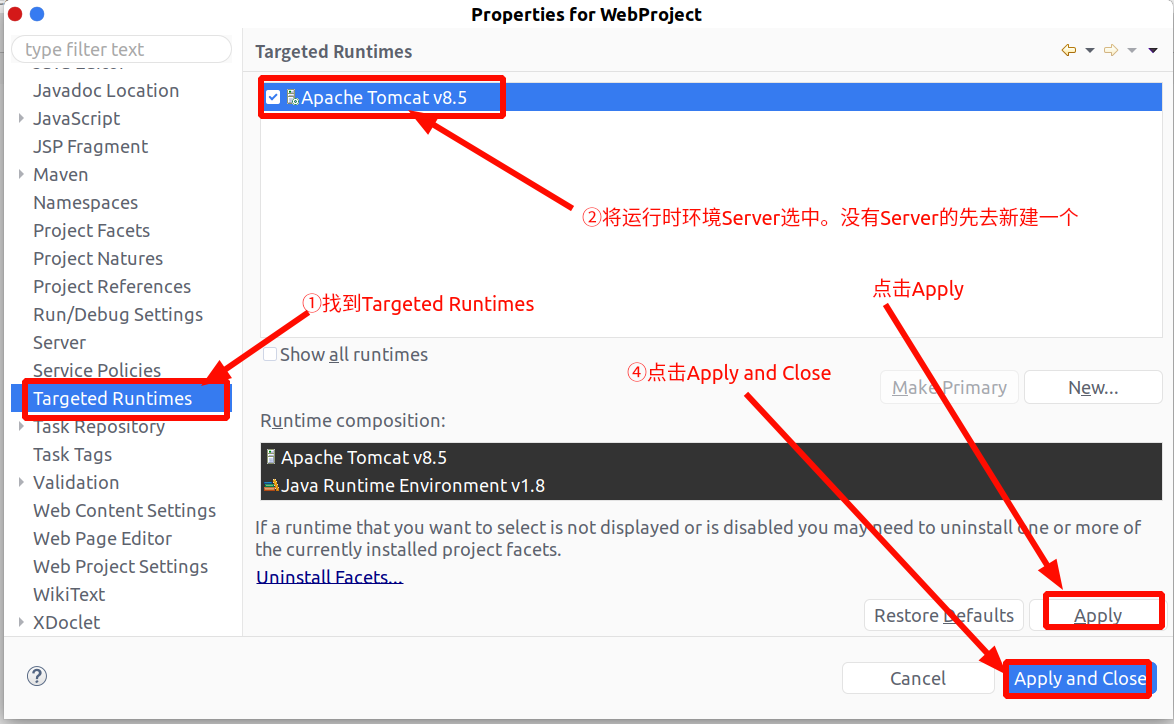 Properties for WebProject
type filter text
Targeted Runtimes
Javadoc Location
JavaScript
JSP Fragment
Maven
Namespaces
Project Facets
Project Natures
Project References
Run/Debug Settings
Server
Service Policies
Targeted Runtimes
Task Repository
Task Tags
Validation
Web Content Settings
Web Page Editor
Web Project Settings
WikiText
XDoclet
Apache Tomcat v8.5
②将运行时环境Server选中。没有Server的先去新建一个
①找到Targeted Runtimes
点击Apply
Show all runtimes
④点击Apply and Close
Make Primary
New...
Runtime composition:
Apache Tomcat v8.5
Java Runtime Environment v1.8
If a runtime that you want to select is not displayed or is disabled you may need to uninstall one or more of
the currently installed project facets.
Uninstall Facets...
Restore Defaults
Apply
?
Cancel
Apply and Close